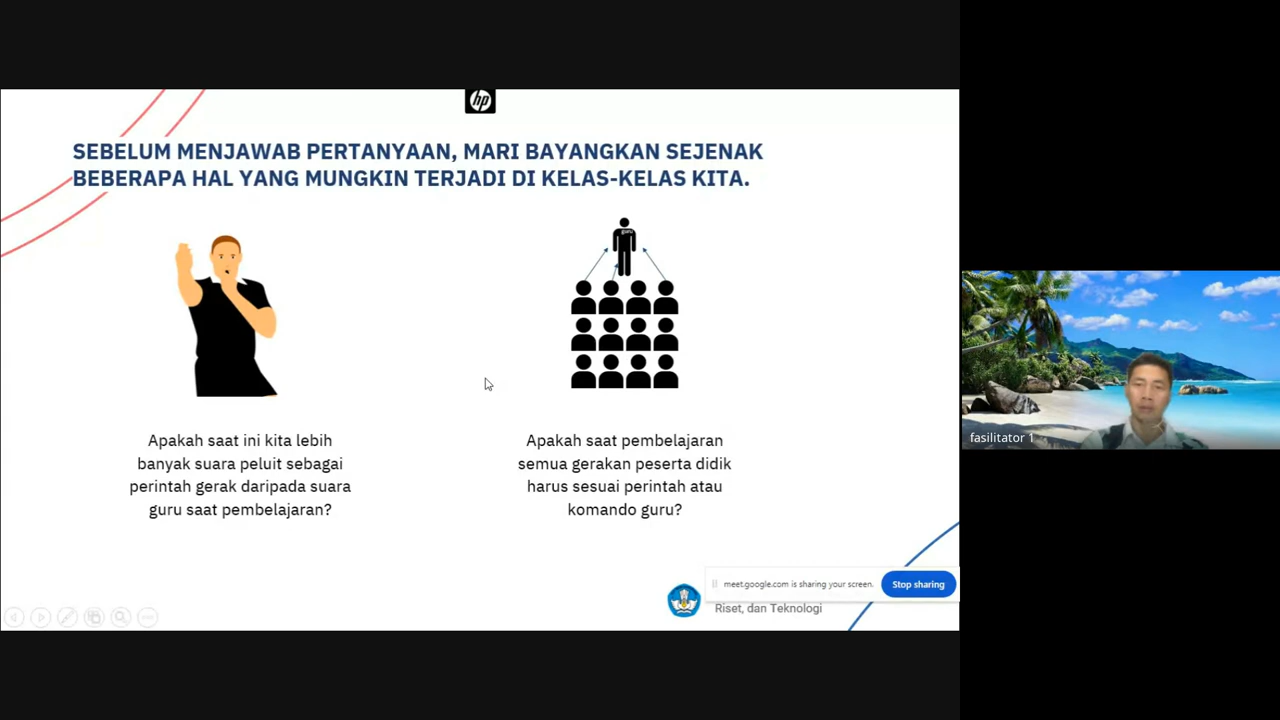 hp
SEBELUM MENJAWAB PERTANYAAN, MARI BAYANGKAN SEJENAK
BEBERAPA HAL YANG MUNGKIN TERJADI DI KELAS-KELAS KITA.
guru
Apakah saat ini kita lebih
banyak suara peluit sebagai
perintah gerak daripada suara
guru saat pembelajaran?
Apakah saat pembelajaran
semua gerakan peserta didik
harus sesuai perintah atau
komando guru?
meet.google.com is sharing your screen.
Stop sharing
Riset, dan Teknologi
fasilitator 1